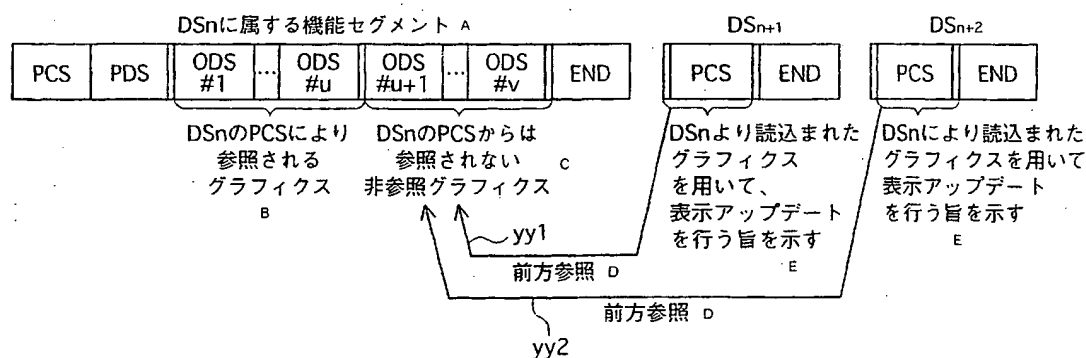 DSnに属する機能セグメント A
DSn+1
DSn+2
PCS PDS ODS #1 ... ODS #u ODS #u+1 ... ODS #v END
PCS END
PCS END
DSnのPCSにより
参照される
グラフィクス
B
DSnのPCSからは
参照されない
非参照グラフィクス
C
DSnより読込まれた
グラフィクス
を用いて、
表示アップデート
を行う旨を示す
E
DSnにより読込まれた
グラフィクスを用いて
表示アップデート
を行う旨を示す
E
yy1
前方参照 D
前方参照 D
yy2